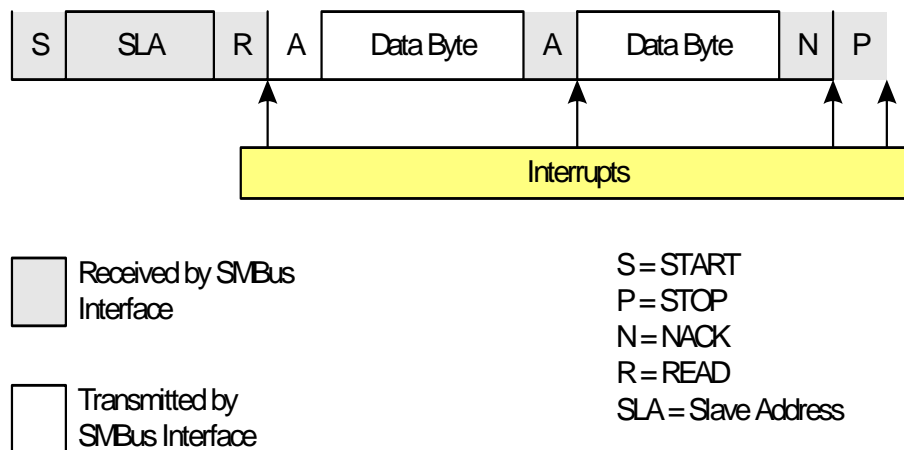 S SLA R A Data Byte A Data Byte N P
Interrupts
Received by SMBus
Interface
Transmitted by
SMBus Interface
S = START
P = STOP
N = NACK
R = READ
SLA = Slave Address